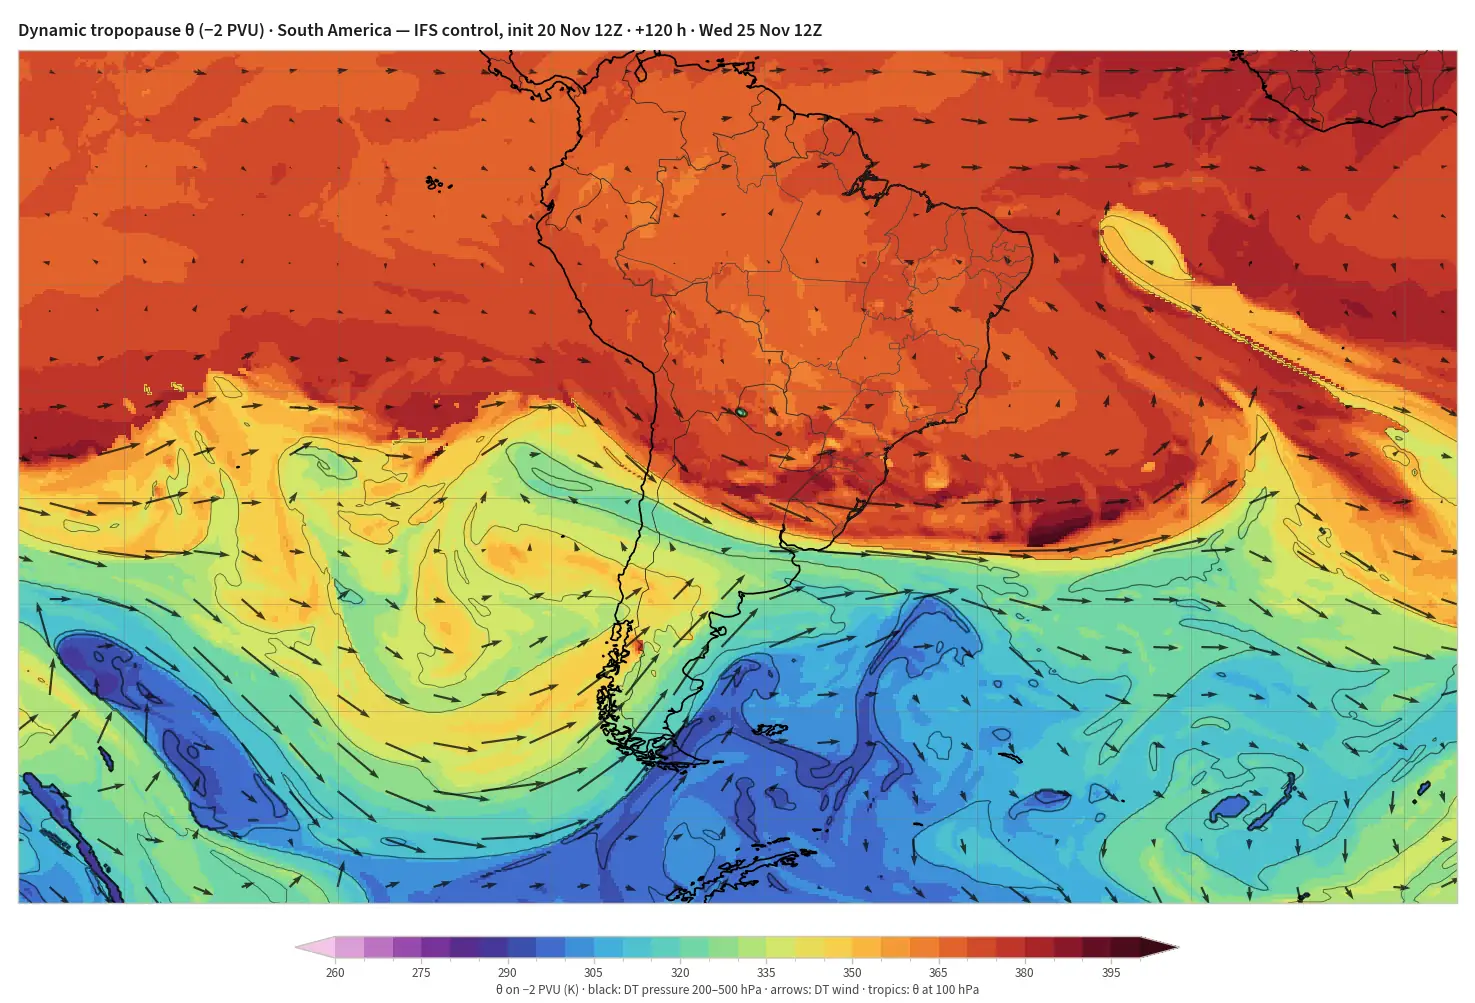 Dynamic tropopause θ (−2 PVU) · South America — IFS control, init 20 Nov 12Z · +120 h · Wed 25 Nov 12Z
260 275 290 305 320 335 350 365 380 395
θ on −2 PVU (K) · black: DT pressure 200–500 hPa · arrows: DT wind · tropics: θ at 100 hPa